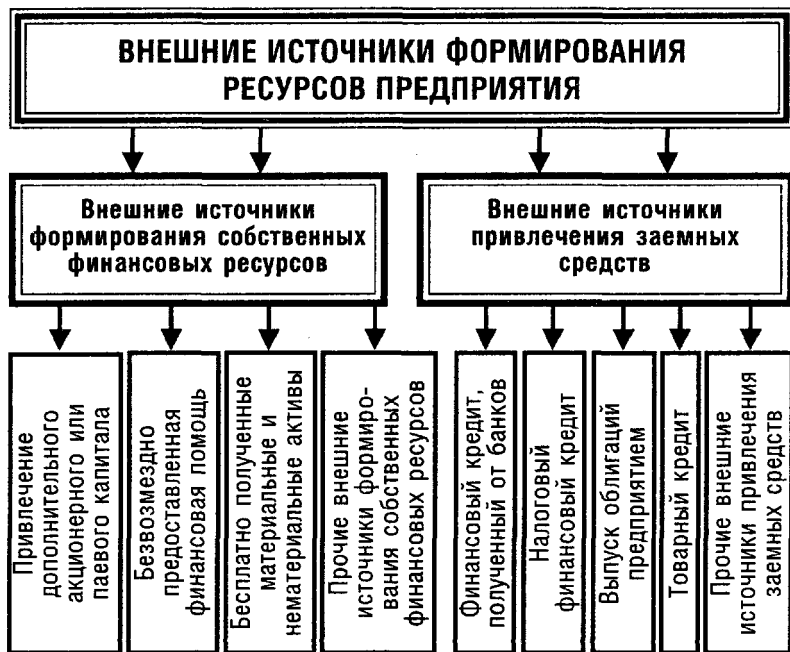 ВНЕШНИЕ ИСТОЧНИКИ ФОРМИРОВАНИЯ
РЕСУРСОВ ПРЕДПРИЯТИЯ
Внешние источники
формирования собственных
финансовых ресурсов
Внешние источники
привлечения заемных
средств
Привлечение
дополнительного
акционерного или
паевого капитала
Безвозмездно
предоставленная
финансовая помощь
Бесплатно полученные
материальные и
нематериальные активы
Прочие внешние
источники формиро-
вания собственных
финансовых ресурсов
Финансовый кредит,
полученный от банков
Налоговый
финансовый кредит
Выпуск облигаций
предприятием
Товарный кредит
Прочие внешние
источники привлечения
заемных средств